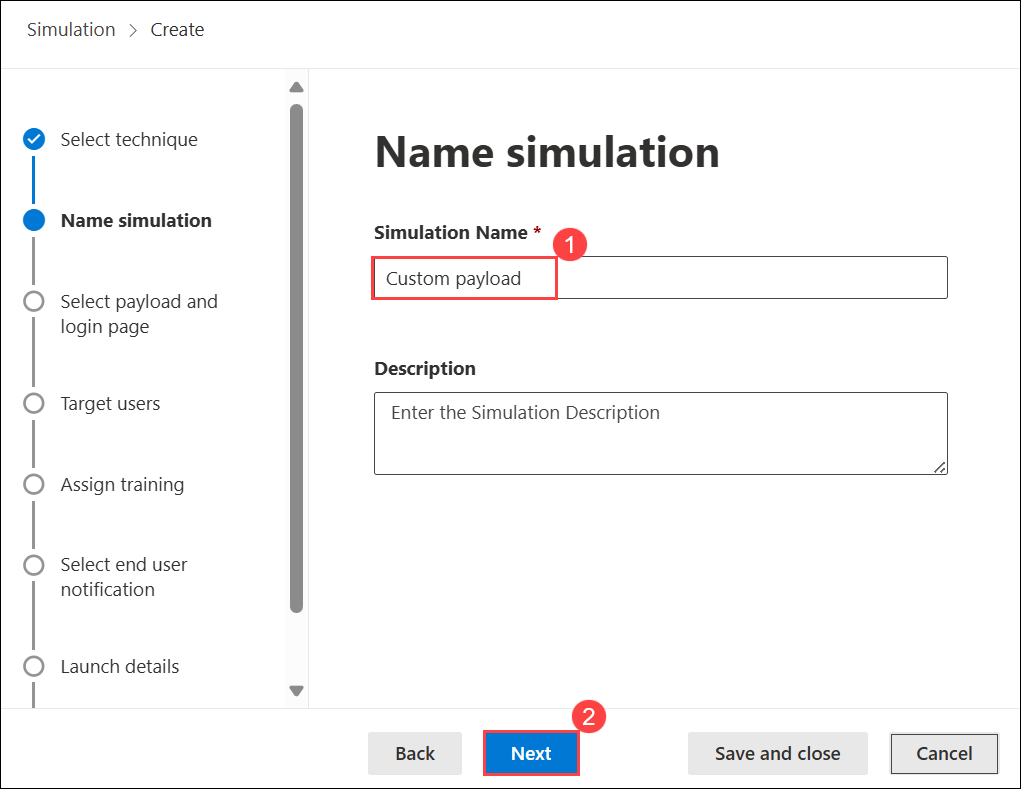 Simulation > Create
Select technique
Name simulation
Select payload and
login page
Target users
Assign training
Select end user
notification
Launch details
Name simulation
Simulation Name *
1
Custom payload
Description
Enter the Simulation Description
2
Back
Next
Save and close
Cancel